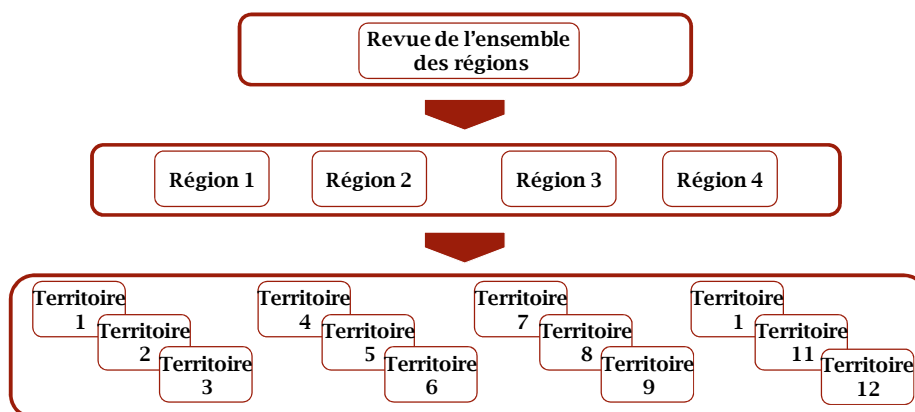 Revue de l'ensemble
des régions
Région 1
Région 2
Région 3
Région 4
Territoire
1
Territoire
2
Territoire
3
Territoire
4
Territoire
5
Territoire
6
Territoire
7
Territoire
8
Territoire
9
Territoire
1
Territoire
11
Territoire
12